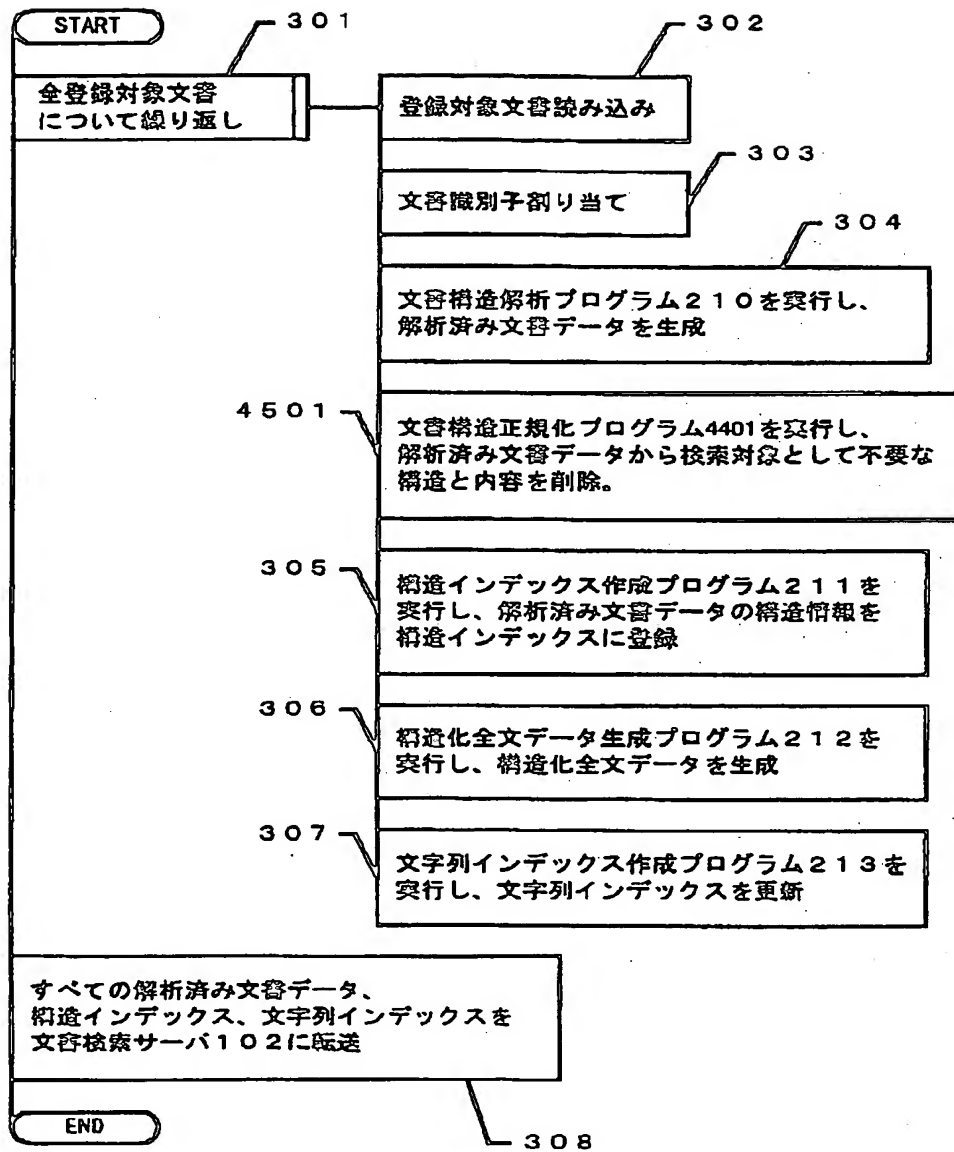 START
301
302
全登録対象文書
について繰り返し
登録対象文書読み込み
303
文書識別子割り当て
304
文書構造解析プログラム210を実行し、
解析済み文書データを生成
4501
文書構造正規化プログラム4401を実行し、
解析済み文書データから検索対象として不要な
構造と内容を削除。
305
構造インデックス作成プログラム211を
実行し、解析済み文書データの構造情報を
構造インデックスに登録
306
構造化全文データ生成プログラム212を
実行し、構造化全文データを生成
307
文字列インデックス作成プログラム213を
実行し、文字列インデックスを更新
すべての解析済み文書データ、
構造インデックス、文字列インデックスを
文書検索サーバ102に転送
END
308